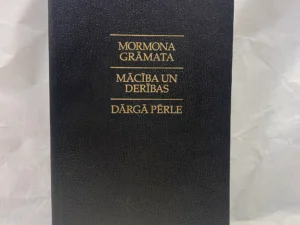 MORMONA
GRĀMATA
MĀCĪBA UN
DERĪBAS
DĀRGĀ PĒRLE